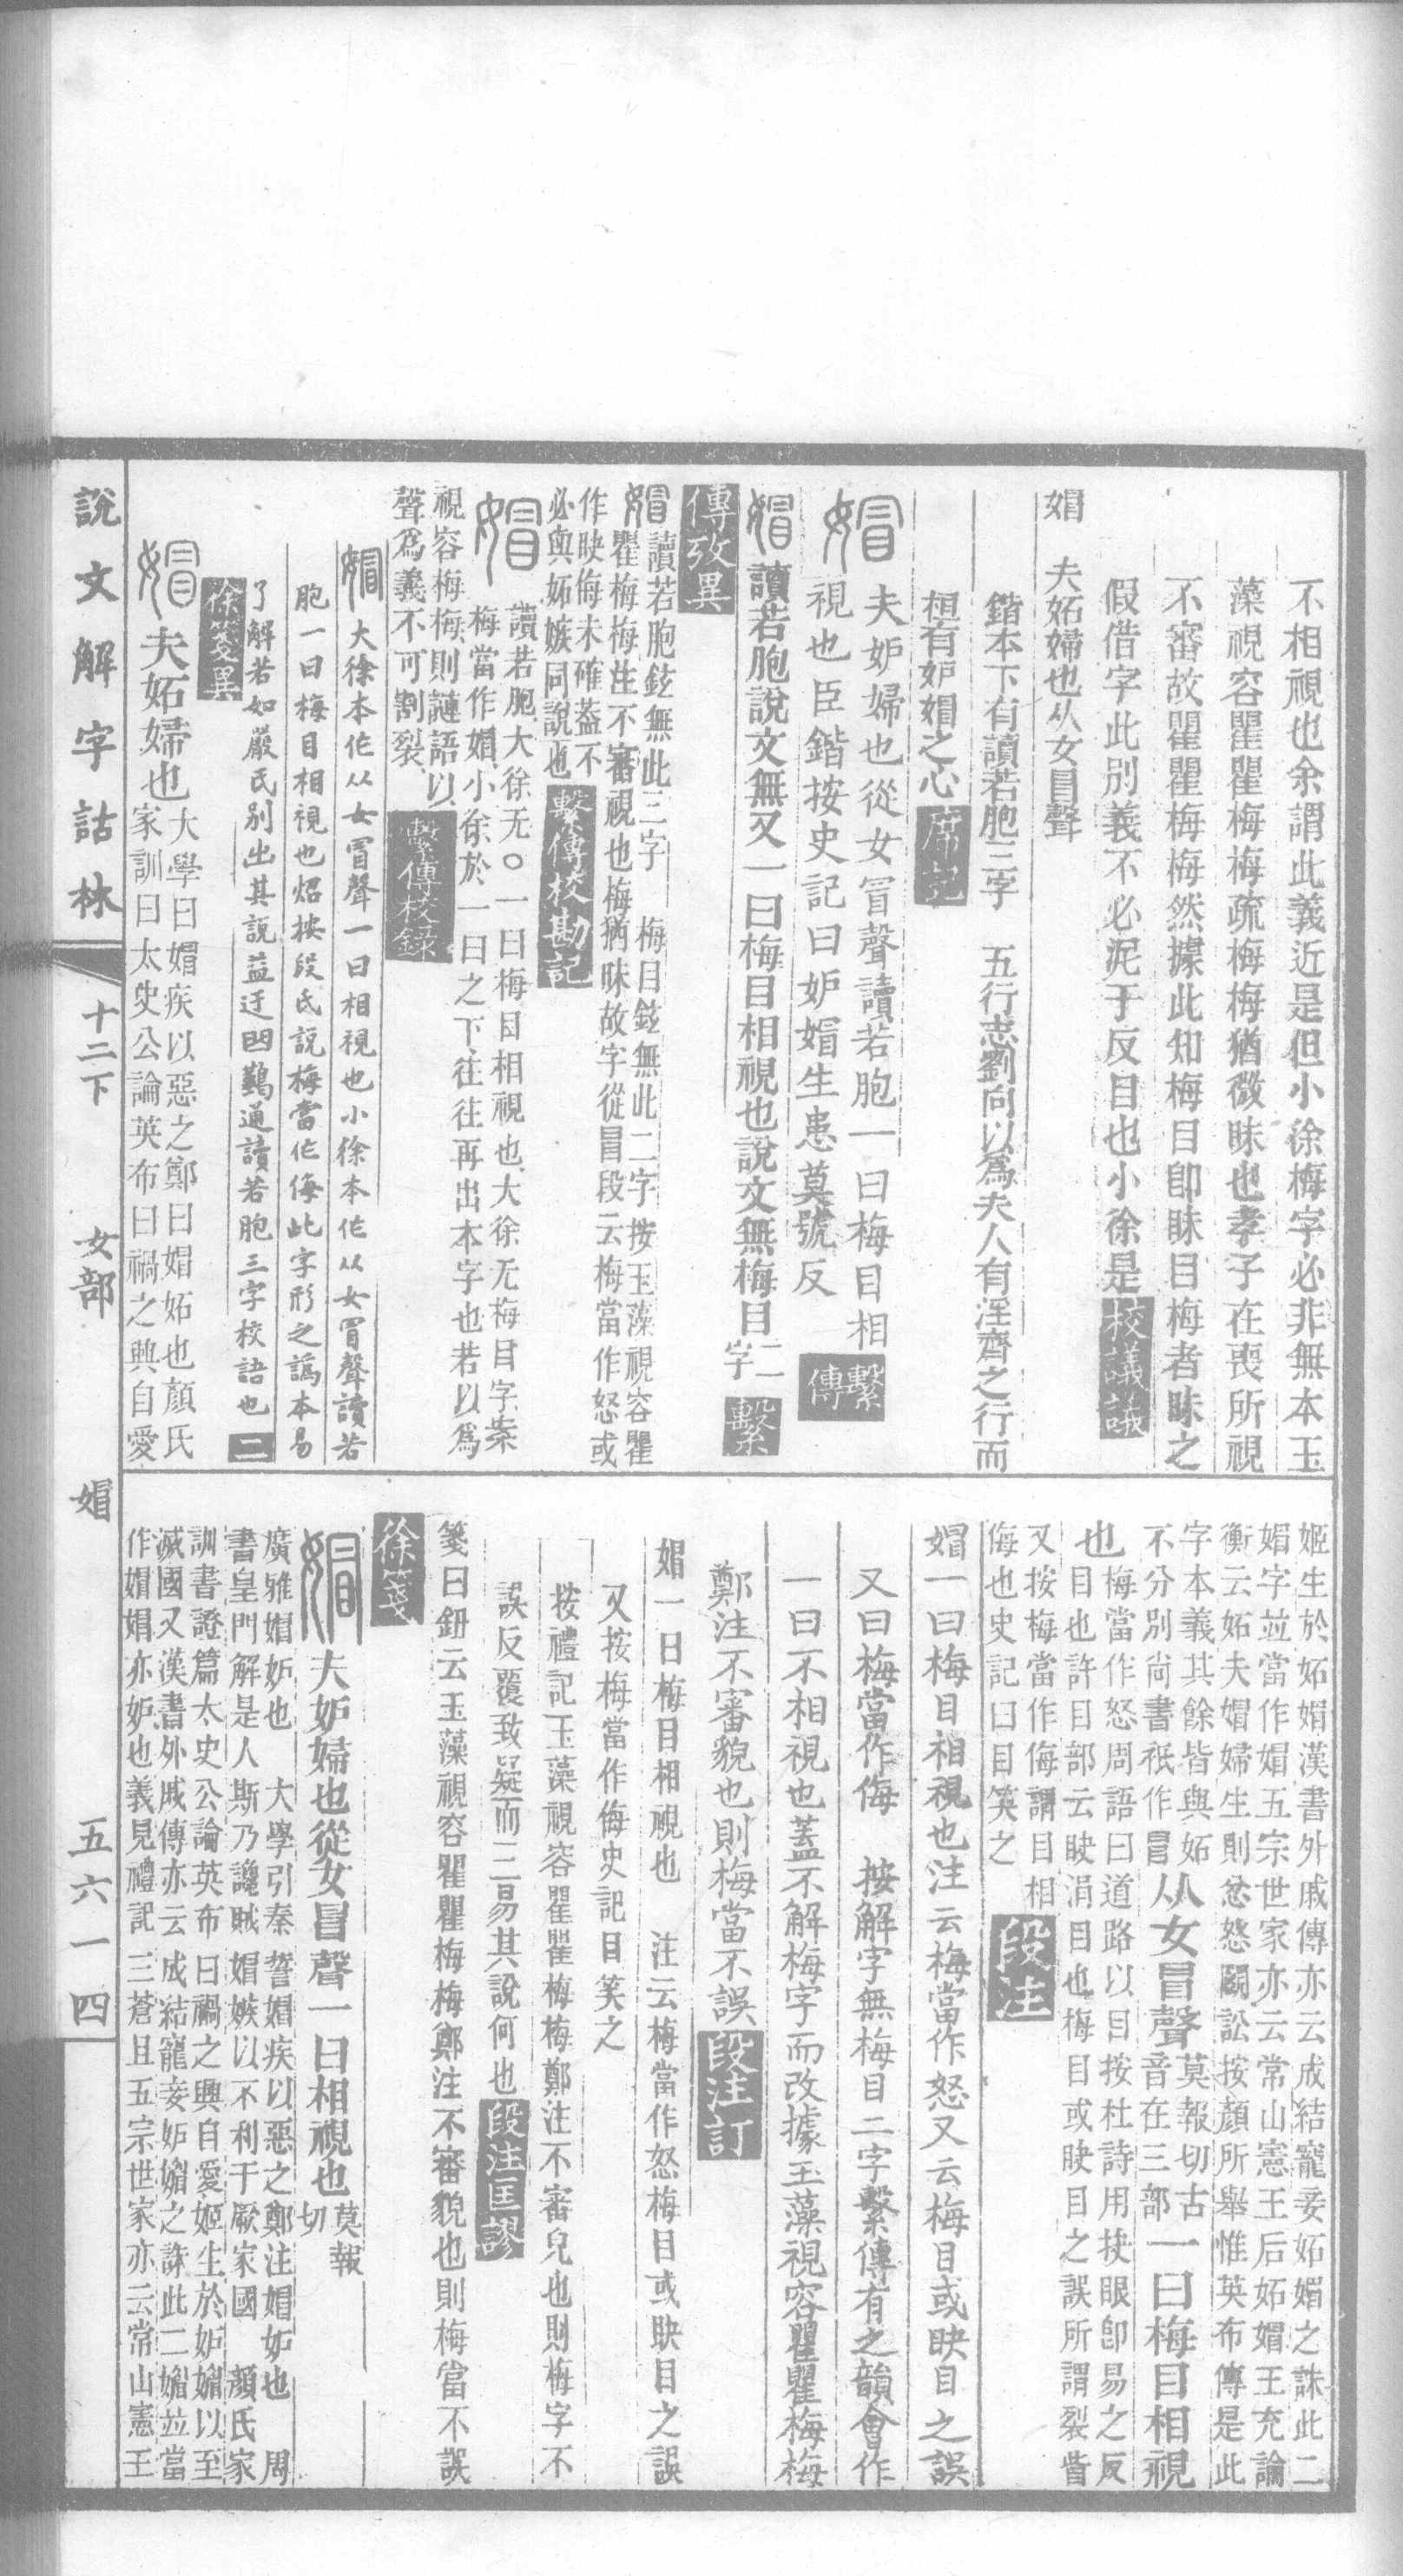 不相視也余謂此義近是但小徐梅字必非無本玉
藻視容瞿瞿梅梅疏梅梅猶微昧也孝子在喪所視
不審故瞿瞿梅梅然據此知梅目卽眛目梅者眛之
假借字此別義不必泥于反目也小徐是校議議
媢 夫妬婦也从女冒聲
鍇本下有讀若胞三字 五行志劉向以爲夫人有淫齊之行而
桓有妒媢之心席記
媢 夫妒婦也從女冒聲讀若胞一曰梅目相
視也臣鍇按史記曰妒媢生患莫號反繫傳
媢讀若胞說文無又一曰梅目相視也說文無梅目二字繫
傳攷異
媢讀若胞鉉無此三字 梅目鉉無此二字按玉藻視容瞿
瞿梅梅注不審視也梅猶昧故字從冒段云梅當作怒或
作眏侮未確蓋不
必與妬嫉同說也繫傳校勘記
媢讀若胞大徐无○一曰梅目相視也大徐无梅目字案
梅當作媢小徐於一曰之下往往再出本字也若以爲
視容梅梅則謰語以
聲爲義不可割裂繫傳校錄
媢大徐本作从女冒聲一曰相視也小徐本作从女冒聲讀若
胞一曰梅目相視也炤按段氏說梅當作侮此字形之譌本易
了解若如嚴氏別出其說益迂曲鷄通讀若胞三字校語也二
徐箋異
媢夫妬婦也大學曰媢疾以惡之鄭曰媢妬也顏氏
家訓曰太史公論英布曰禍之興自愛
姬生於妬媢漢書外戚傳亦云成結寵妾妬媢之誅此二
媢字竝當作媢五宗世家亦云常山憲王后妬媢王充論
衡云妬夫媢婦生則忿怒鬬訟按顏所舉惟英布傳是此
字本義其餘皆與妬
不分別尚書衹作冒从女冒聲莫報切古
音在三部一曰梅目相視
也梅當作怒周語曰道路以目按杜詩用抉眼卽易之反
目也許目部云眏涓目也梅目或眏目之誤所謂裂眥
又按梅當作侮謂目相
侮也史記曰目笑之段注
媢一曰梅目相視也注云梅當作怒又云梅目或眏目之誤
又曰梅當作侮 按解字無梅目二字繫傳有之韻會作
一曰不相視也蓋不解梅字而改據玉藻視容瞿瞿梅梅
鄭注不審貌也則梅當不誤段注訂
媢一曰梅目相視也 注云梅當作怒梅目或眏目之誤
又按梅當作侮史記目笑之
按禮記玉藻視容瞿瞿梅梅鄭注不審皃也則梅字不
誤反覆致疑而三易其說何也段注匡謬
箋曰鈕云玉藻視容瞿瞿梅梅鄭注不審貌也則梅當不誤
徐箋
媢夫妒婦也從女冒聲一曰相視也莫報切
廣雅媢妒也 大學引秦誓媢疾以惡之鄭注媢妒也 周
書皇門解是人斯乃讒賊媢嫉以不利于厥家國 顏氏家
訓書證篇太史公論英布曰禍之興自愛姬生於妒媚以至
滅國又漢書外戚傳亦云成結寵妾妒媚之誅此二媚竝當
作媢媢亦妒也義見禮記三蒼且五宗世家亦云常山憲王
說文解字詁林 十二下 女部 媢 五六一四